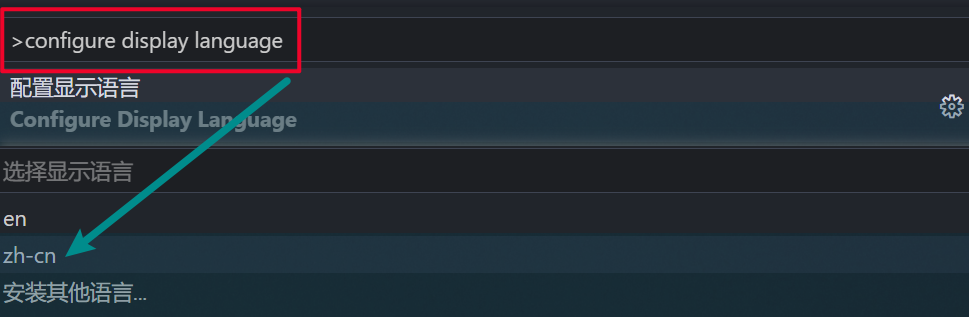 >configure display language
配置显示语言
Configure Display Language
选择显示语言
en
zh-cn
安装其他语言...